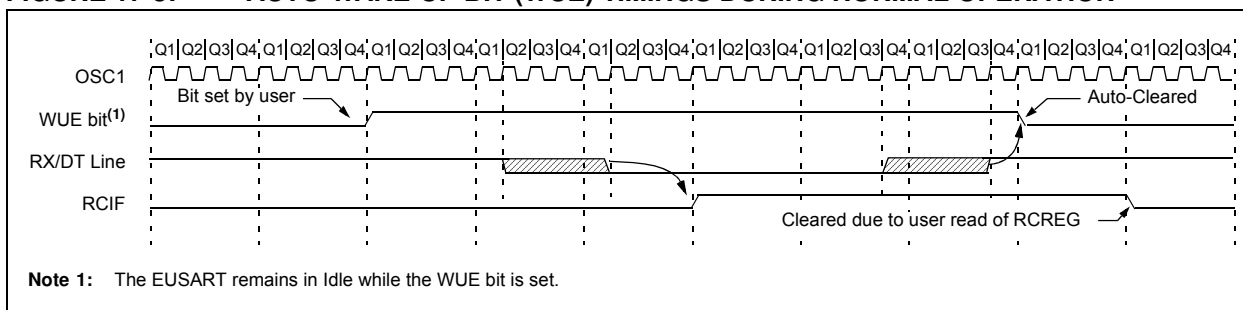 FIGURE AUTO-WAKE-UP BIT (WUE) TIMINGS DURING NORMAL OPERATION
Q1 Q2 Q3 Q4 Q1 Q2 Q3 Q4 Q1 Q2 Q3 Q4 Q1 Q2 Q3 Q4 Q1 Q2 Q3 Q4 Q1 Q2 Q3 Q4 Q1 Q2 Q3 Q4 Q1 Q2 Q3 Q4 Q1 Q2 Q3 Q4 Q1 Q2 Q3 Q4
OSC1
Bit set by user
Auto-Cleared
WUE bit(1)
RX/DT Line
RCIF
Cleared due to user read of RCREG
Note 1: The EUSART remains in Idle while the WUE bit is set.